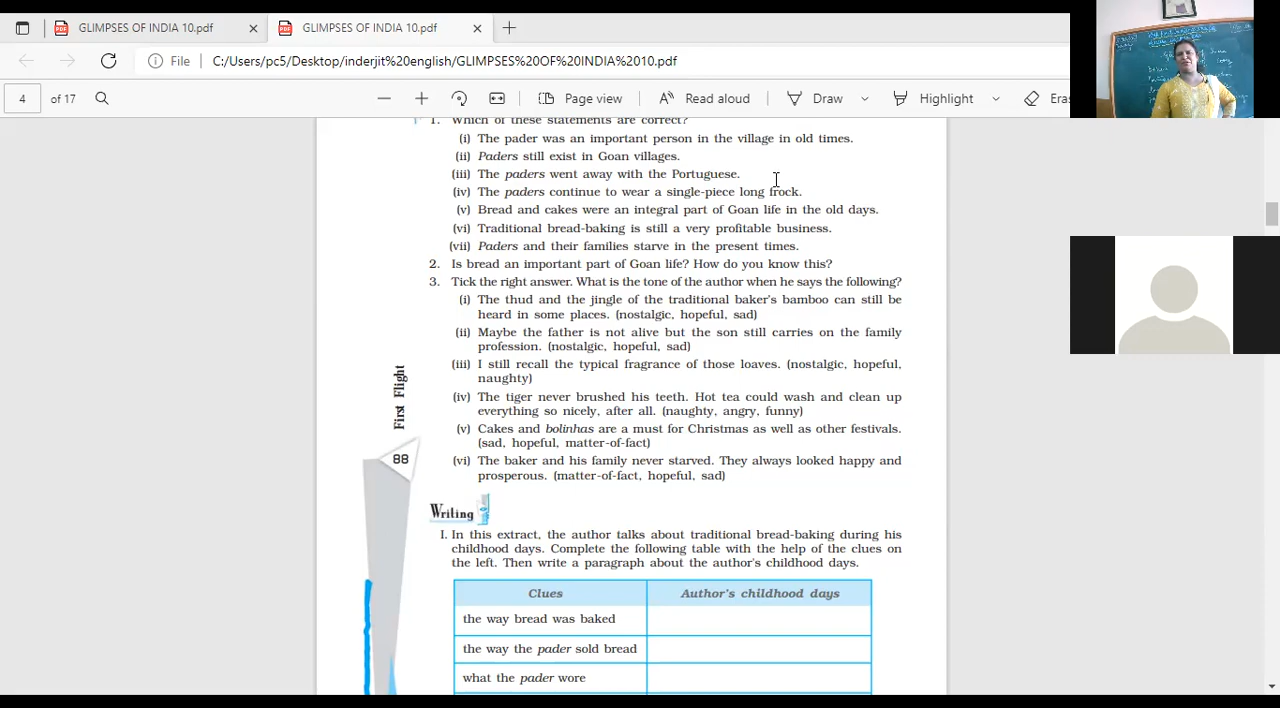 GLIMPSES OF INDIA 10.pdf
GLIMPSES OF INDIA 10.pdf
File C:/Users/pc5/Desktop/inderjit%20english/GLIMPSES%20OF%20INDIA%2010.pdf
4 of 17 Page view Read aloud Draw Highlight Eras
1. Which of these statements are correct?
(i) The pader was an important person in the village in old times.
(ii) Paders still exist in Goan villages.
(iii) The paders went away with the Portuguese.
(iv) The paders continue to wear a single-piece long frock.
(v) Bread and cakes were an integral part of Goan life in the old days.
(vi) Traditional bread-baking is still a very profitable business.
(vii) Paders and their families starve in the present times.
2. Is bread an important part of Goan life? How do you know this?
3. Tick the right answer. What is the tone of the author when he says the following?
(i) The thud and the jingle of the traditional baker's bamboo can still be
heard in some places. (nostalgic, hopeful, sad)
(ii) Maybe the father is not alive but the son still carries on the family
profession. (nostalgic, hopeful, sad)
(iii) I still recall the typical fragrance of those loaves. (nostalgic, hopeful,
naughty)
(iv) The tiger never brushed his teeth. Hot tea could wash and clean up
everything so nicely, after all. (naughty, angry, funny)
(v) Cakes and bolinhas are a must for Christmas as well as other festivals.
(sad, hopeful, matter-of-fact)
(vi) The baker and his family never starved. They always looked happy and
prosperous. (matter-of-fact, hopeful, sad)
First Flight
88
Writing
I. In this extract, the author talks about traditional bread-baking during his
childhood days. Complete the following table with the help of the clues on
the left. Then write a paragraph about the author's childhood days.
Clues Author's childhood days
the way bread was baked
the way the pader sold bread
what the pader wore